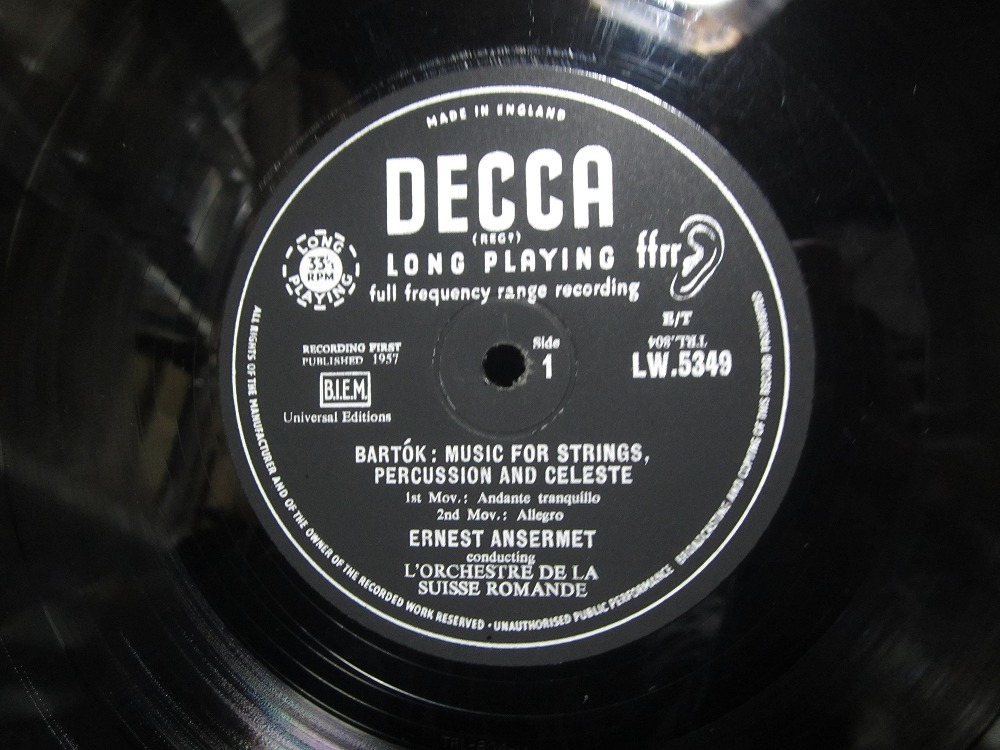 MADE IN ENGLAND
DECCA
(REGD)
LONG PLAYING
33⅓
RPM
LONG PLAYING
full frequency range recording
ffrr
RECORDING FIRST
PUBLISHED 1957
B.I.E.M.
Universal Editions
Side
1
E/T
TRL.804
LW.5349
BARTÓK: MUSIC FOR STRINGS,
PERCUSSION AND CELESTE
1st Mov.: Andante tranquillo
2nd Mov.: Allegro
ERNEST ANSERMET
conducting
L'ORCHESTRE DE LA
SUISSE ROMANDE
ALL RIGHTS OF THE MANUFACTURER AND OF THE OWNER OF THE RECORDED WORK RESERVED · UNAUTHORISED PUBLIC PERFORMANCE BROADCASTING AND COPYING OF THIS RECORD PROHIBITED